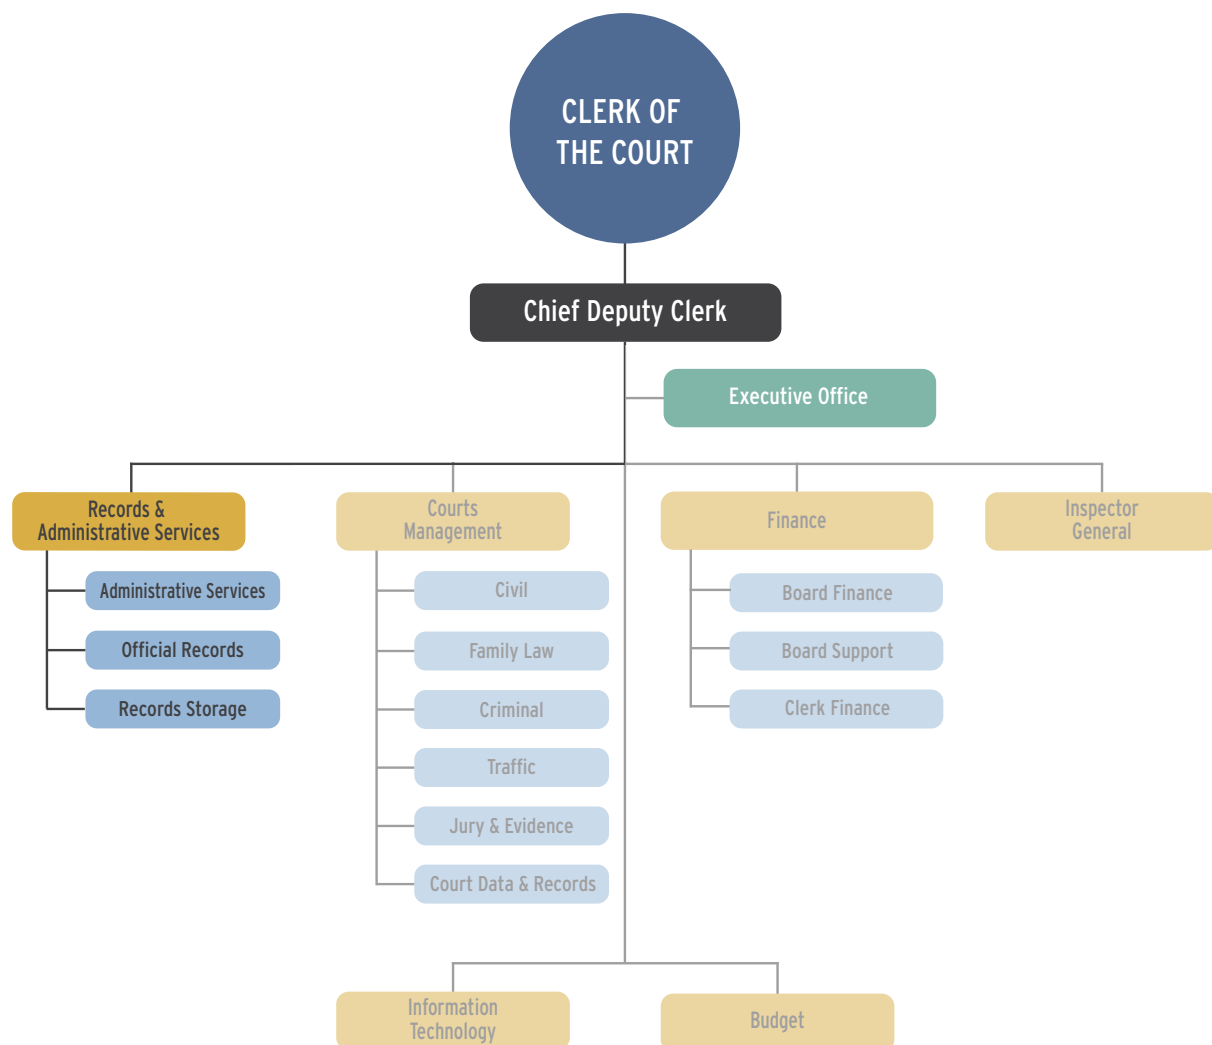 CLERK OF
THE COURT
Chief Deputy Clerk
Executive Office
Records &
Administrative Services
Administrative Services
Official Records
Records Storage
Courts
Management
Civil
Family Law
Criminal
Traffic
Jury & Evidence
Court Data & Records
Finance
Board Finance
Board Support
Clerk Finance
Inspector
General
Information
Technology
Budget